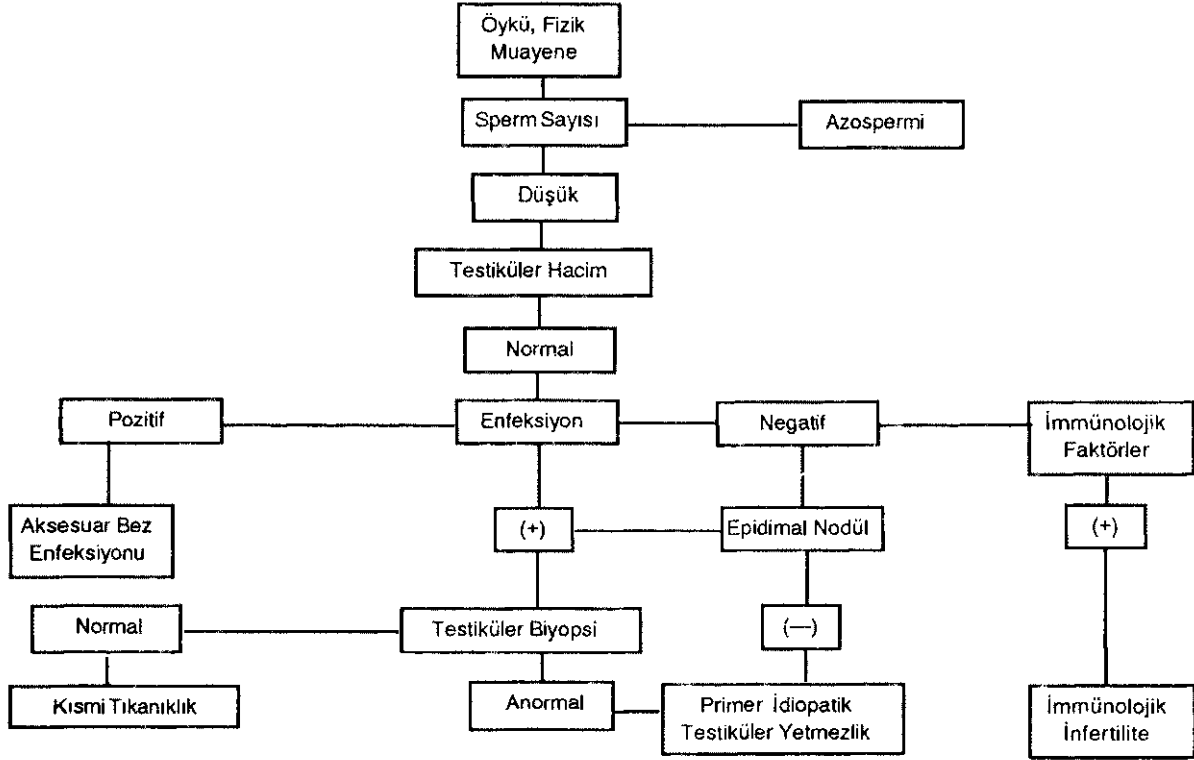 Öykü, Fizik
Muayene
Sperm Sayısı
Azospermi
Düşük
Testiküler Hacim
Normal
Pozitif
Enfeksiyon
Negatif
İmmünolojik
Faktörler
Aksesuar Bez
Enfeksiyonu
(+)
Epidimal Nodül
(+)
Normal
Testiküler Biyopsi
(—)
Kısmi Tıkanıklık
Anormal
Primer İdiopatik
Testiküler Yetmezlik
İmmünolojik
İnfertilite